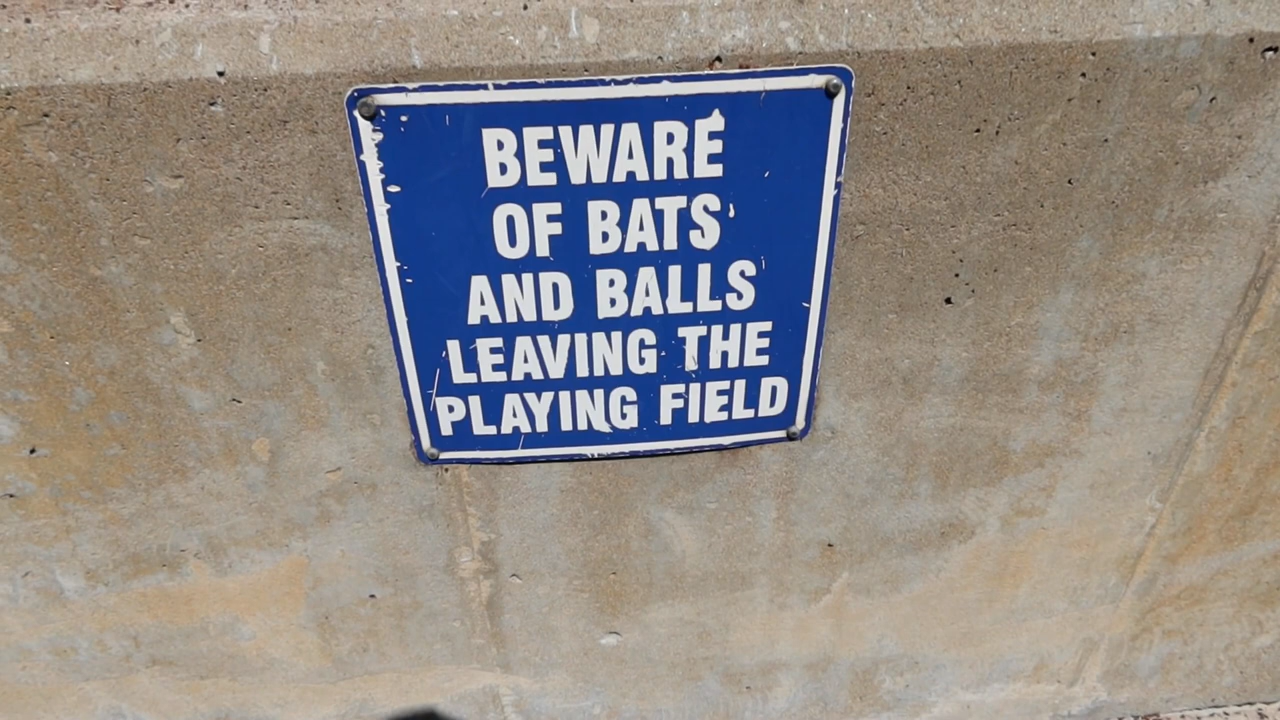 BEWARE
OF BATS
AND BALLS
LEAVING THE
PLAYING FIELD